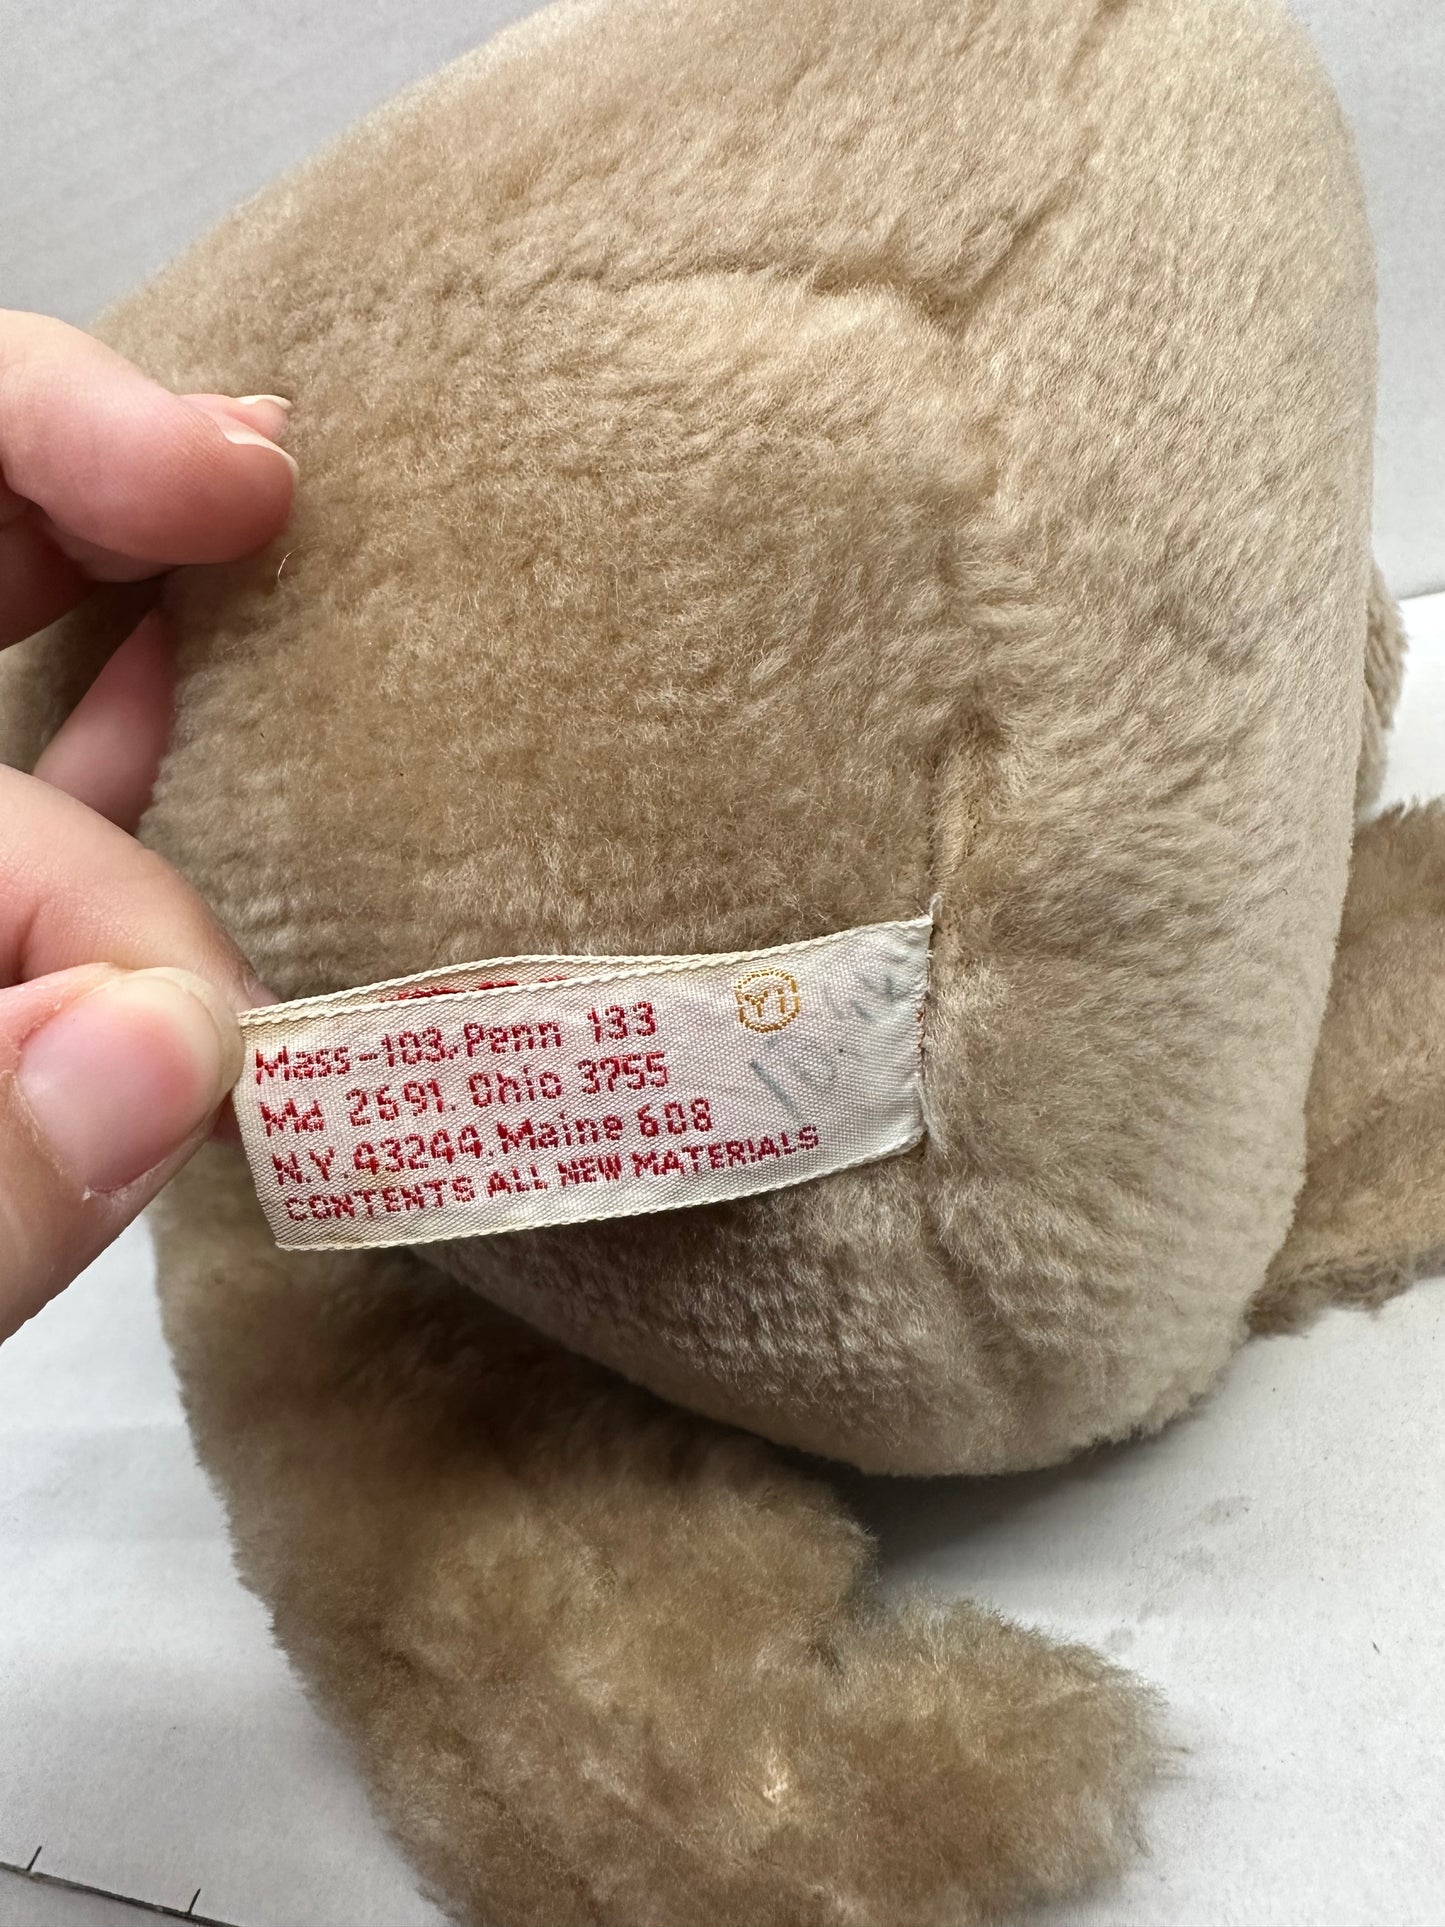 Mass-103.Penn 133
Md 2691. Ohio 3755
N.Y.43244.Maine 608
CONTENTS ALL NEW MATERIALS